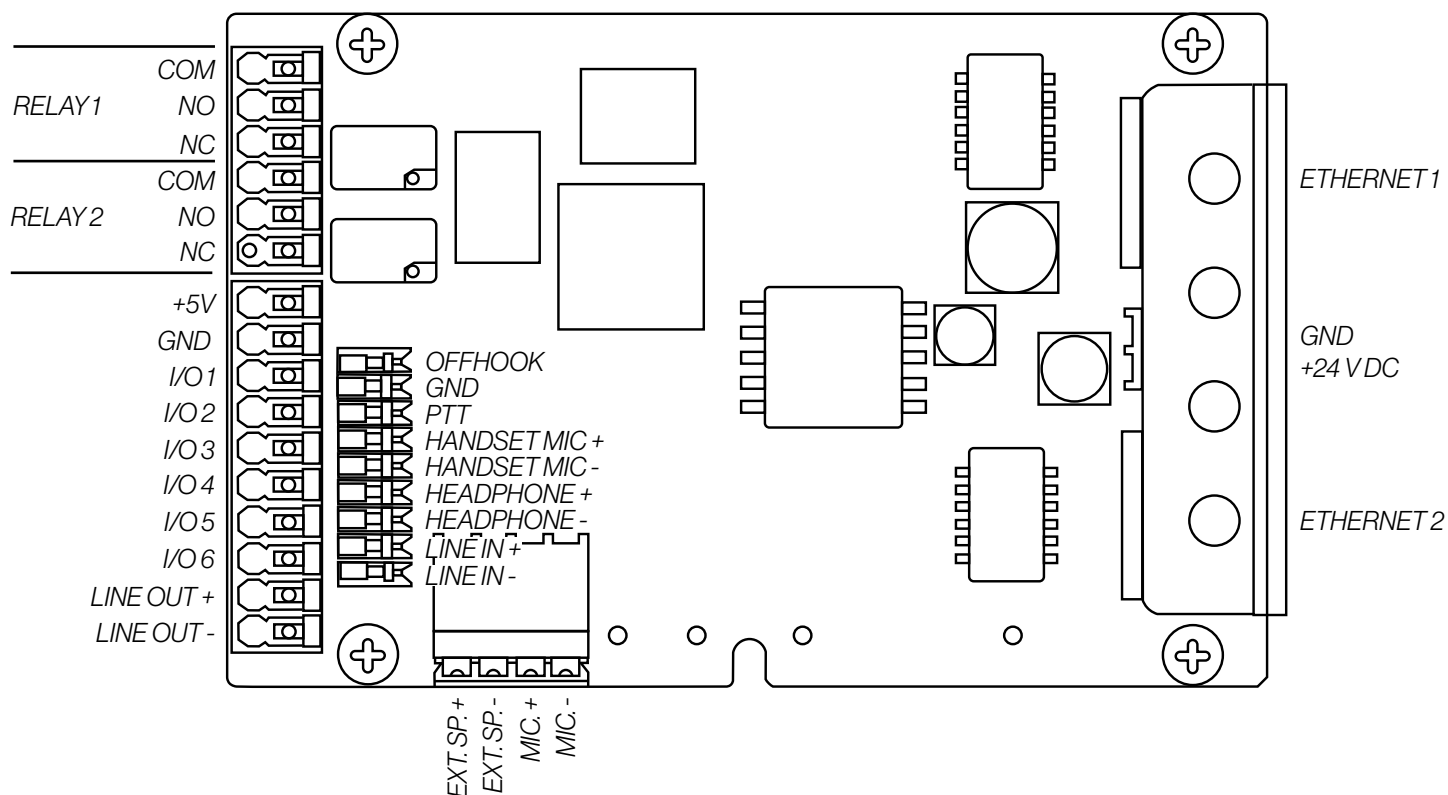 RELAY 1
COM
NO
NC
RELAY 2
COM
NO
NC
+5V
GND
I/O 1
I/O 2
I/O 3
I/O 4
I/O 5
I/O 6
LINE OUT +
LINE OUT -
OFFHOOK
GND
PTT
HANDSET MIC +
HANDSET MIC -
HEADPHONE +
HEADPHONE -
LINE IN +
LINE IN -
EXT. SP. +
EXT. SP. -
MIC. +
MIC. -
ETHERNET 1
GND
+24 V DC
ETHERNET 2